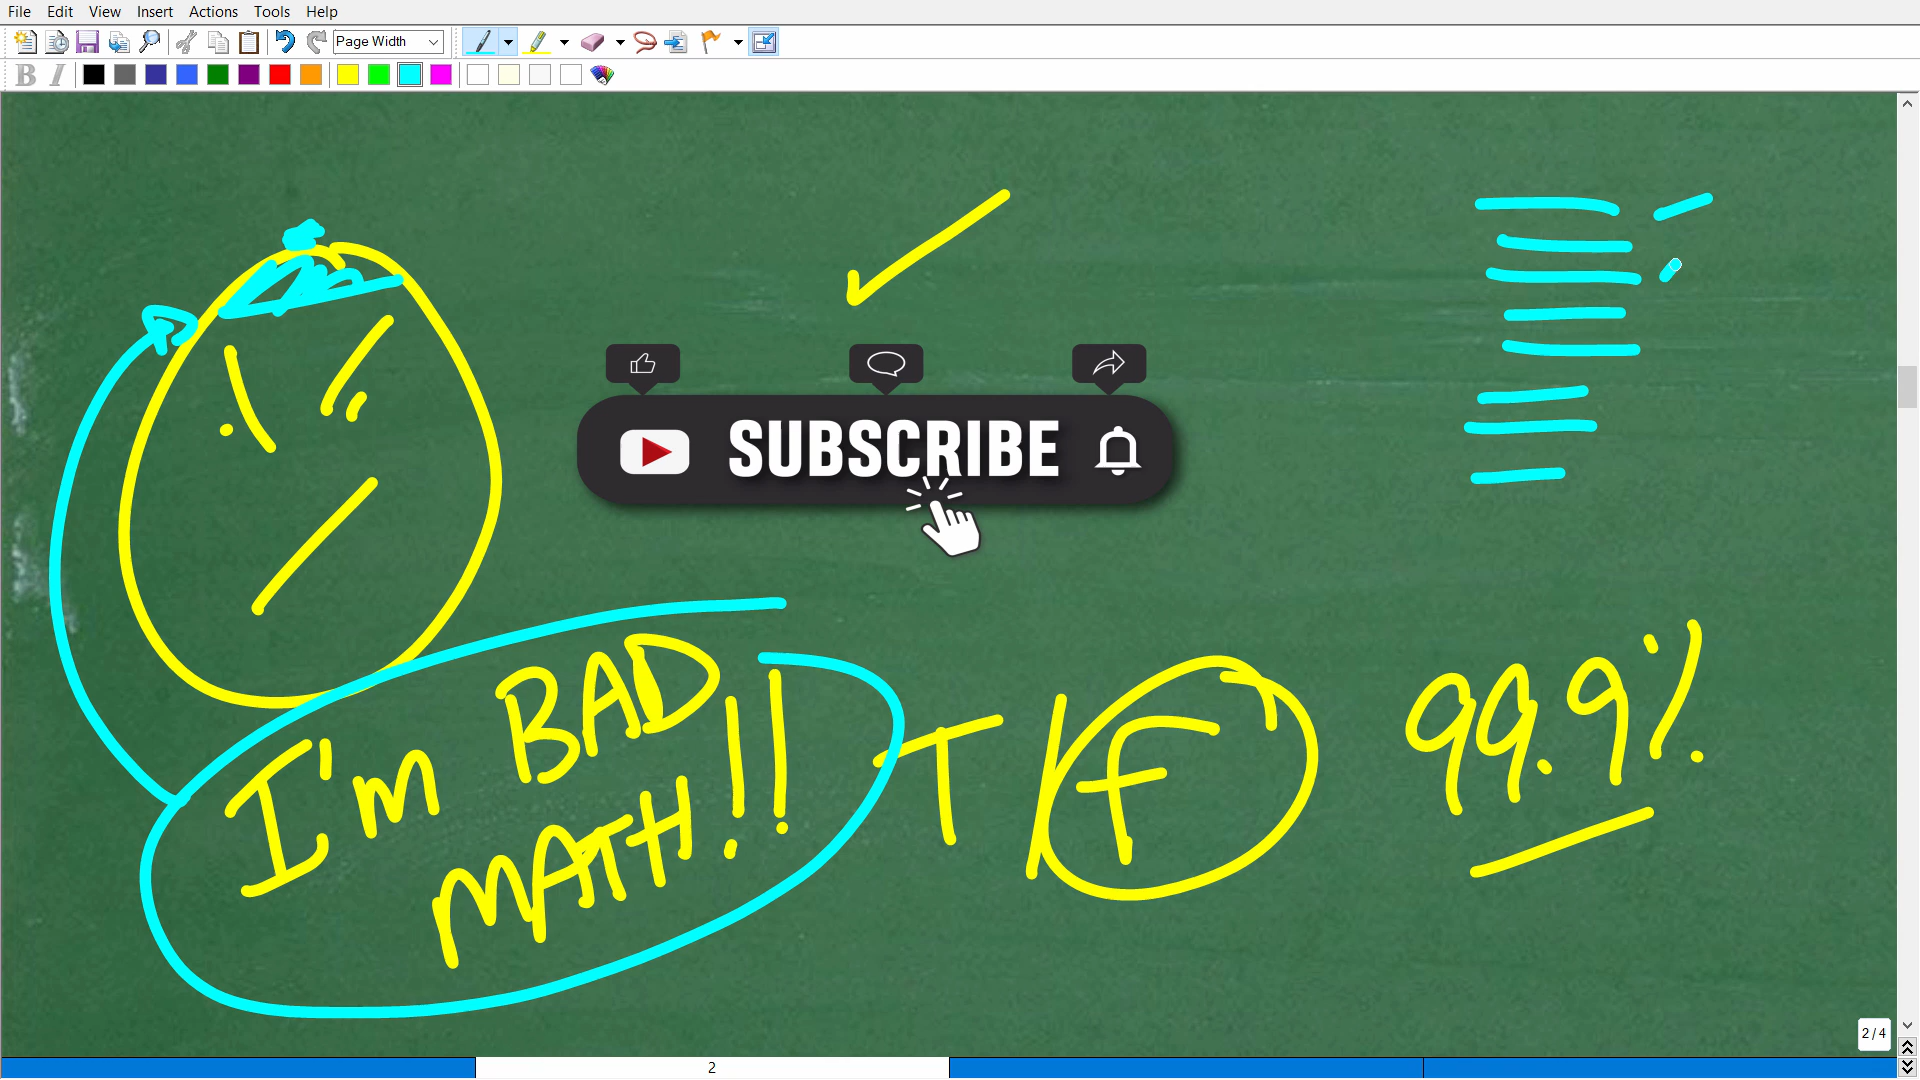 File Edit View Insert Actions Tools Help
Page Width
B I
SUBSCRIBE
I'm BAD
MATH!!
T/F
99.9%
2 / 4
2